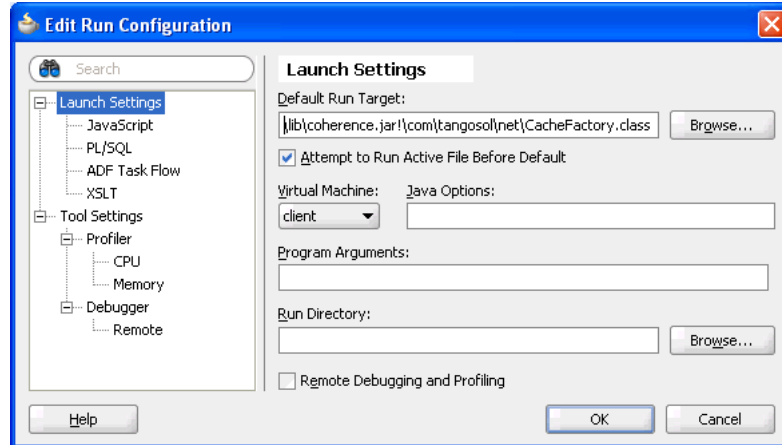 Edit Run Configuration
Search
Launch Settings
JavaScript
PL/SQL
ADF Task Flow
XSLT
Tool Settings
Profiler
CPU
Memory
Debugger
Remote
Launch Settings
Default Run Target:
\lib\coherence.jar!\com\tangosol\net\CacheFactory.class
Browse...
Attempt to Run Active File Before Default
Virtual Machine: Java Options:
client
Program Arguments:
Run Directory:
Browse...
Remote Debugging and Profiling
Help
OK
Cancel